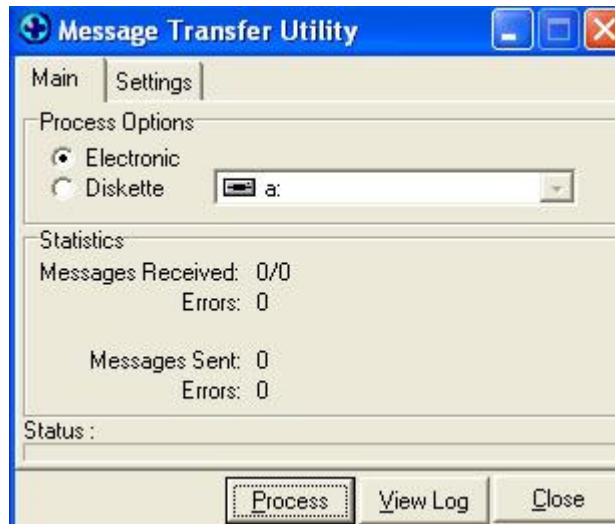 Message Transfer Utility
Main Settings
Process Options
Electronic
Diskette a:
Statistics
Messages Received: 0/0
Errors: 0
Messages Sent: 0
Errors: 0
Status :
Process View Log Close